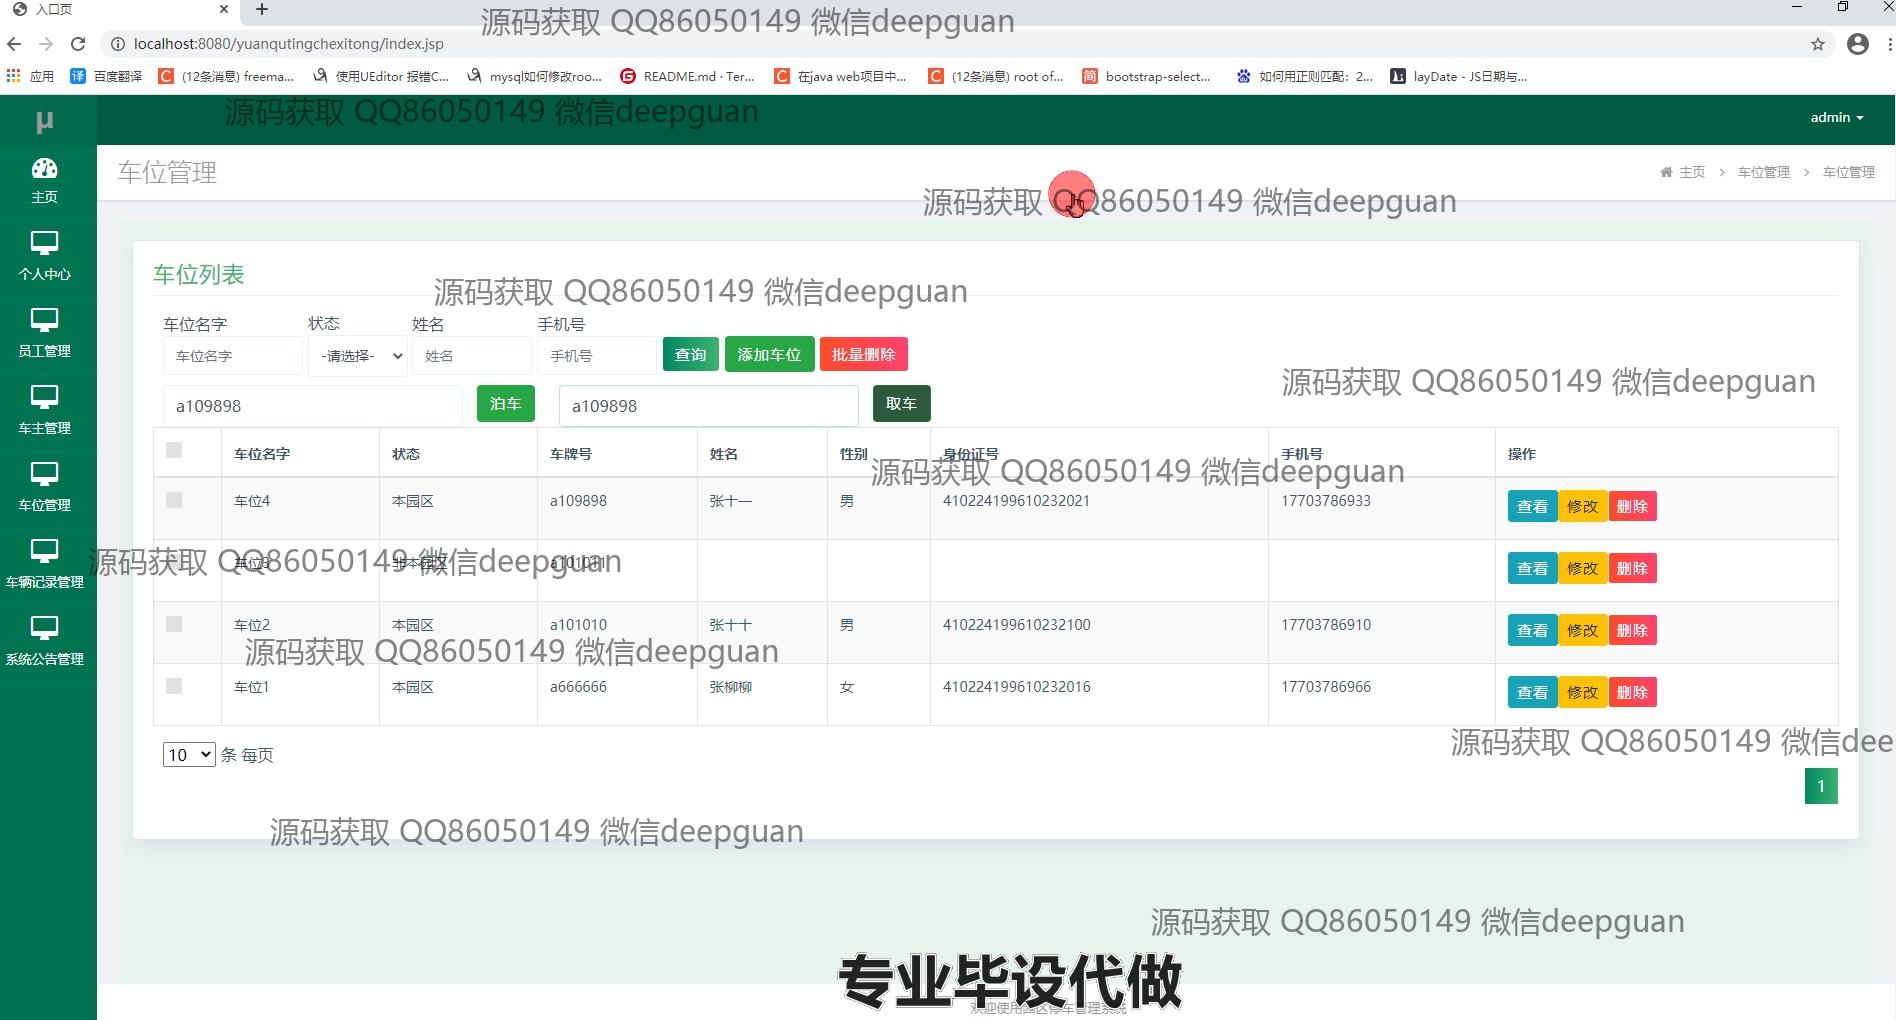 入口页
源码获取 QQ86050149 微信deepguan
localhost:8080/yuanqutingchexitong/index.jsp
应用 百度翻译 (12条消息) freema... 使用UEditor 报错C... mysql如何修改roo... README.md · Ter... 在java web项目中... (12条消息) root of... bootstrap-select... 如何用正则匹配：2... layDate - JS日期与...
源码获取 QQ86050149 微信deepguan
μ admin
车位管理 主页 > 车位管理 > 车位管理
源码获取 QQ86050149 微信deepguan
主页
个人中心
员工管理
车主管理
车位管理
车辆记录管理
系统公告管理
车位列表
源码获取 QQ86050149 微信deepguan
车位名字 状态 姓名 手机号
车位名字 -请选择- 姓名 手机号 查询 添加车位 批量删除
源码获取 QQ86050149 微信deepguan
a109898 泊车 a109898 取车
车位名字 状态 车牌号 姓名 性别 身份证号 手机号 操作
源码获取 QQ86050149 微信deepguan
车位4 本园区 a109898 张十一 男 410224199610232021 17703786933 查看 修改 删除
车位3 非本园区 a101011 查看 修改 删除
源码获取 QQ86050149 微信deepguan
车位2 本园区 a101010 张十十 男 410224199610232100 17703786910 查看 修改 删除
源码获取 QQ86050149 微信deepguan
车位1 本园区 a666666 张柳柳 女 410224199610232016 17703786966 查看 修改 删除
源码获取 QQ86050149 微信dee
10 条 每页
1
源码获取 QQ86050149 微信deepguan
源码获取 QQ86050149 微信deepguan
专业毕设代做
欢迎使用园区停车管理系统